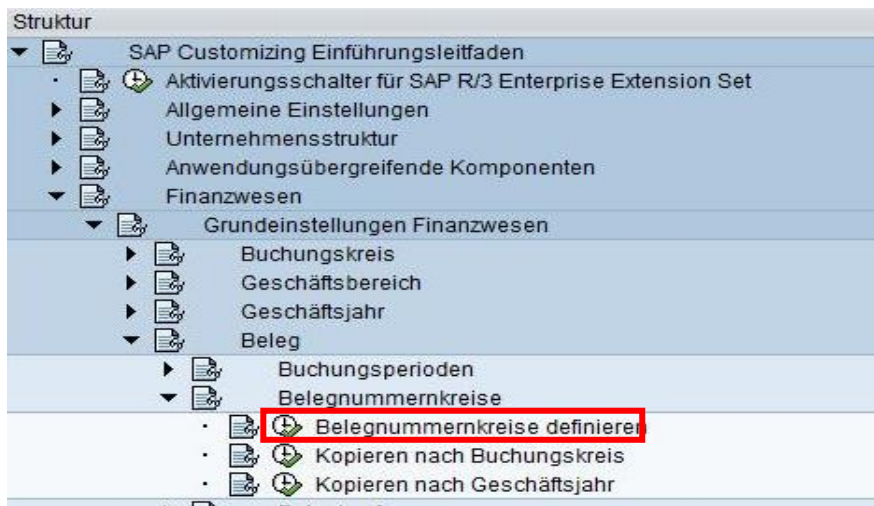 Struktur
SAP Customizing Einführungsleitfaden
Aktivierungsschalter für SAP R/3 Enterprise Extension Set
Allgemeine Einstellungen
Unternehmensstruktur
Anwendungsübergreifende Komponenten
Finanzwesen
Grundeinstellungen Finanzwesen
Buchungskreis
Geschäftsbereich
Geschäftsjahr
Beleg
Buchungsperioden
Belegnummernkreise
Belegnummernkreise definieren
Kopieren nach Buchungskreis
Kopieren nach Geschäftsjahr